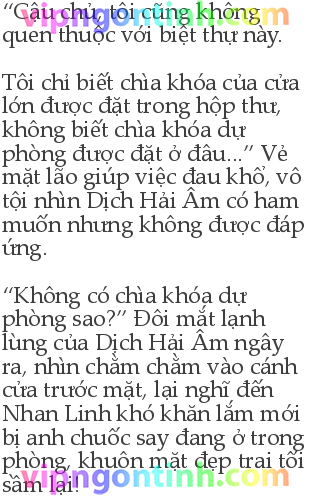 “Cậu chủ, tôi cũng không
vipngontinh.com
quen thuộc với biệt thự này.
Tôi chỉ biết chìa khóa của cửa
lớn được đặt trong hộp thư,
không biết chìa khóa dự
phòng được đặt ở đâu...” Vẻ
mặt lão giúp việc đau khổ, vô
tội nhìn Dịch Hải Âm có ham
muốn nhưng không được đáp
ứng.
“Không có chìa khóa dự
phòng sao?” Đôi mắt lạnh
lùng của Dịch Hải Âm ngây
ra, nhìn chằm chằm vào cánh
cửa trước mặt, lại nghĩ đến
Nhan Linh khó khăn lắm mới
bị anh chuốc say đang ở trong
phòng, khuôn mặt đẹp trai tối
vipngontinh.com
sầm lại!